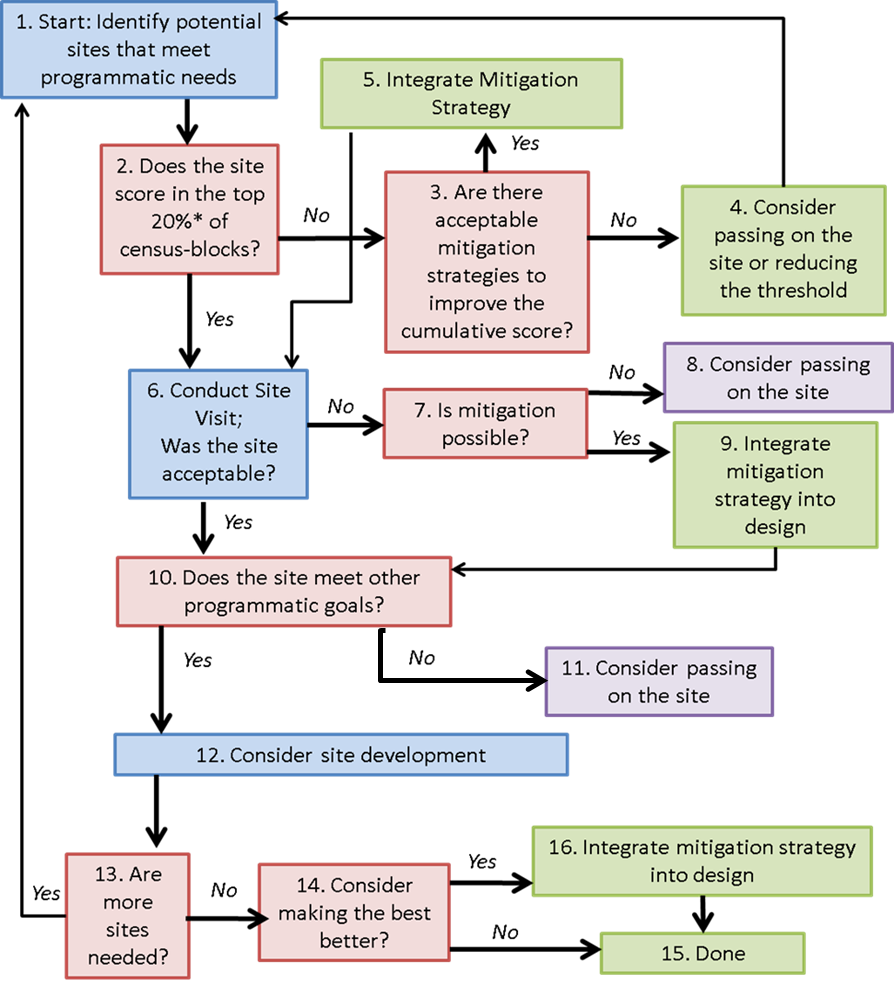 1. Start: Identify potential
sites that meet
programmatic needs
5. Integrate Mitigation
Strategy
Yes
2. Does the site
score in the top
20%* of
census-blocks?
No
3. Are there
acceptable
mitigation
strategies to
improve the
cumulative score?
No
4. Consider
passing on the
site or reducing
the threshold
Yes
6. Conduct Site
Visit;
Was the site
acceptable?
No
7. Is mitigation
possible?
No
8. Consider passing
on the site
Yes
9. Integrate
mitigation
strategy into
design
Yes
10. Does the site meet other
programmatic goals?
Yes
No
11. Consider passing
on the site
12. Consider site development
13. Are
more
sites
needed?
Yes
No
14. Consider
making the best
better?
Yes
16. Integrate mitigation strategy
into design
No
15. Done